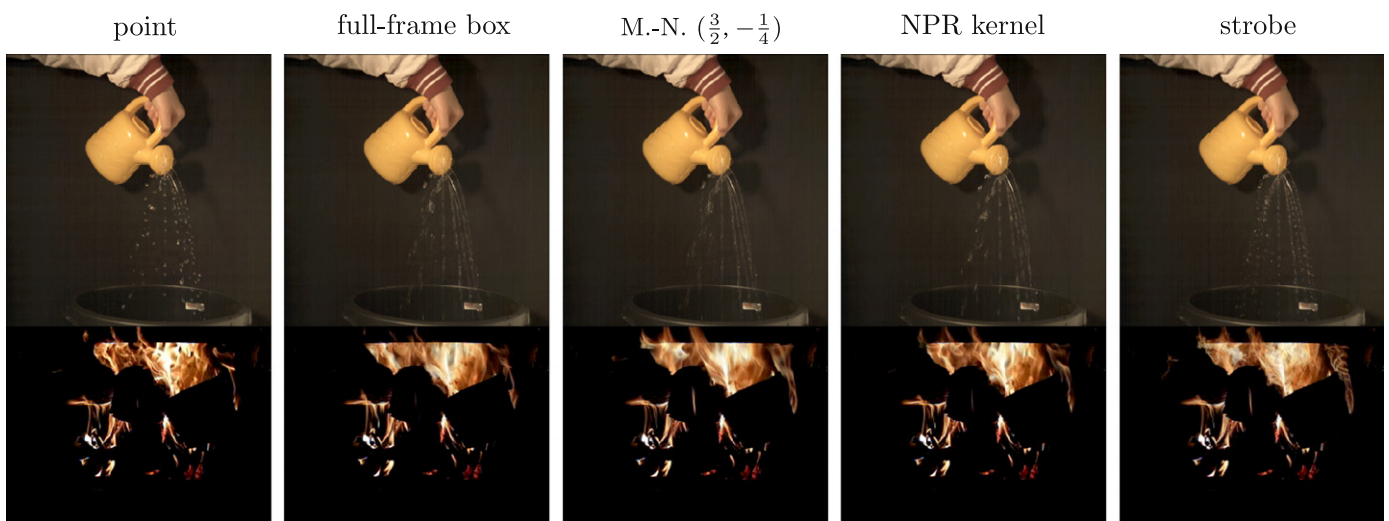 point full-frame box M.-N. (3/2, −1/4) NPR kernel strobe